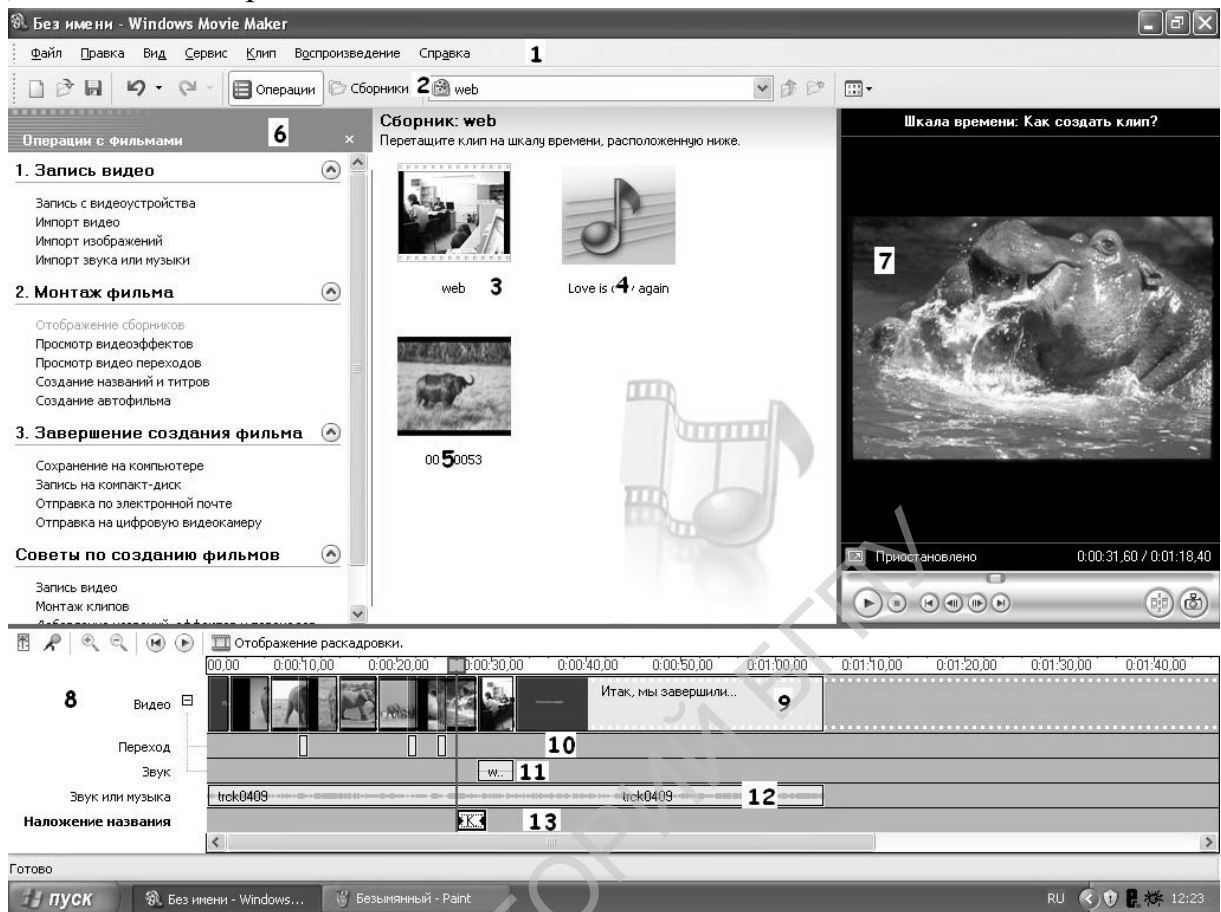 Без имени - Windows Movie Maker
Файл Правка Вид Сервис Клип Воспроизведение Справка 1
Операции Сборники 2 web
Операции с фильмами 6
1. Запись видео
Запись с видеоустройства
Импорт видео
Импорт изображений
Импорт звука или музыки
2. Монтаж фильма
Отображение сборников
Просмотр видеоэффектов
Просмотр видео переходов
Создание названий и титров
Создание автофильма
3. Завершение создания фильма
Сохранение на компьютере
Запись на компакт-диск
Отправка по электронной почте
Отправка на цифровую видеокамеру
Советы по созданию фильмов
Запись видео
Монтаж клипов
Сборник: web
Перетащите клип на шкалу времени, расположенную ниже.
web 3
Love is 4 again
00 5 0053
Шкала времени: Как создать клип?
7
Приостановлено 0:00:31,60 / 0:01:18,40
Отображение раскадровки.
00,00 0:00:10,00 0:00:20,00 0:00:30,00 0:00:40,00 0:00:50,00 0:01:00,00 0:01:10,00 0:01:20,00 0:01:30,00 0:01:40,00
8 Видео Итак, мы завершили... 9
Переход 10
Звук w... 11
Звук или музыка trck0409 trck0409 12
Наложение названия К 13
Готово
пуск Без имени - Windows... Безымянный - Paint RU 12:23
ТОРИЙ БГПУ